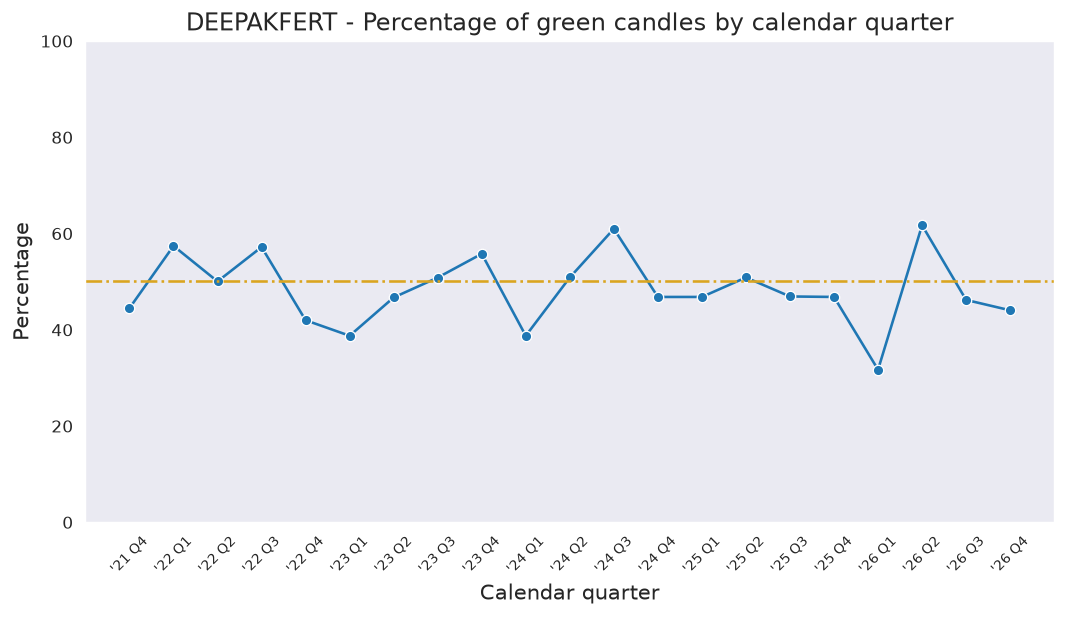 DEEPAKFERT - Percentage of green candles by calendar quarter
Percentage
100
80
60
40
20
0
'21 Q4
'22 Q1
'22 Q2
'22 Q3
'22 Q4
'23 Q1
'23 Q2
'23 Q3
'23 Q4
'24 Q1
'24 Q2
'24 Q3
'24 Q4
'25 Q1
'25 Q2
'25 Q3
'25 Q4
'26 Q1
'26 Q2
'26 Q3
'26 Q4
Calendar quarter